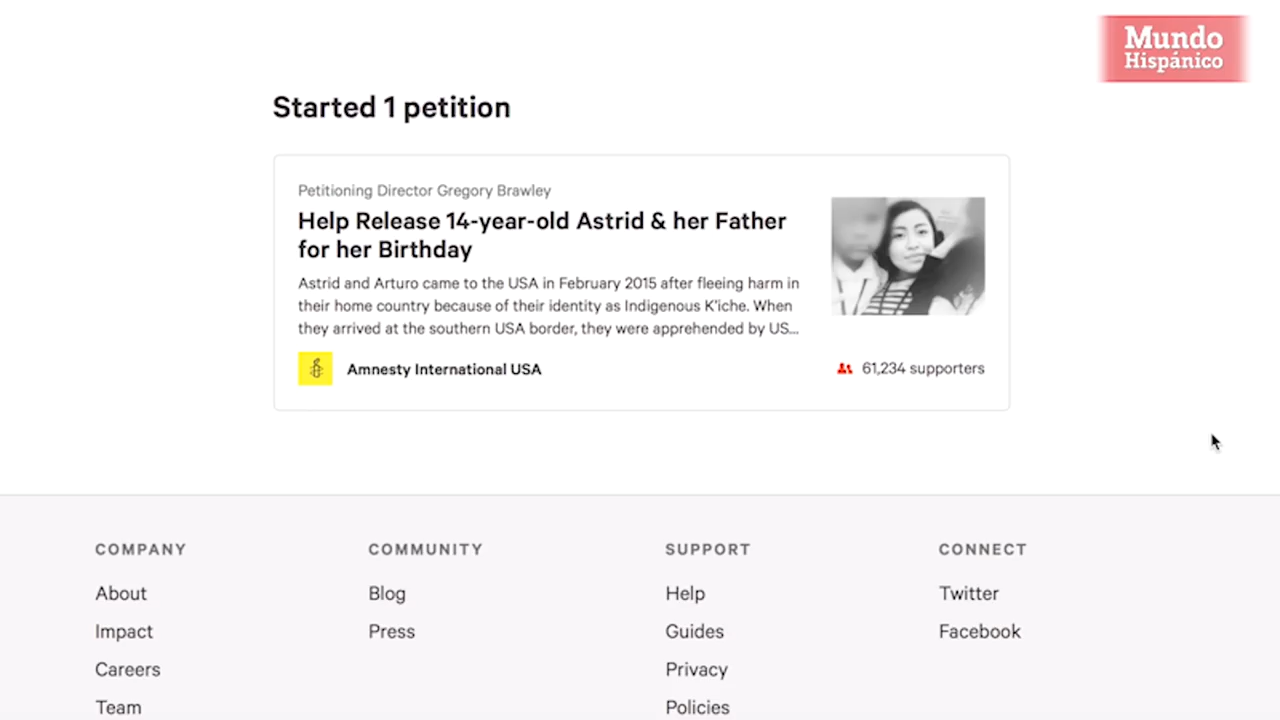 Mundo
Hispánico
Started 1 petition
Petitioning Director Gregory Brawley
Help Release 14-year-old Astrid & her Father
for her Birthday
Astrid and Arturo came to the USA in February 2015 after fleeing harm in
their home country because of their identity as Indigenous K'iche. When
they arrived at the southern USA border, they were apprehended by US...
Amnesty International USA
61,234 supporters
COMPANY
About
Impact
Careers
Team
COMMUNITY
Blog
Press
SUPPORT
Help
Guides
Privacy
Policies
CONNECT
Twitter
Facebook